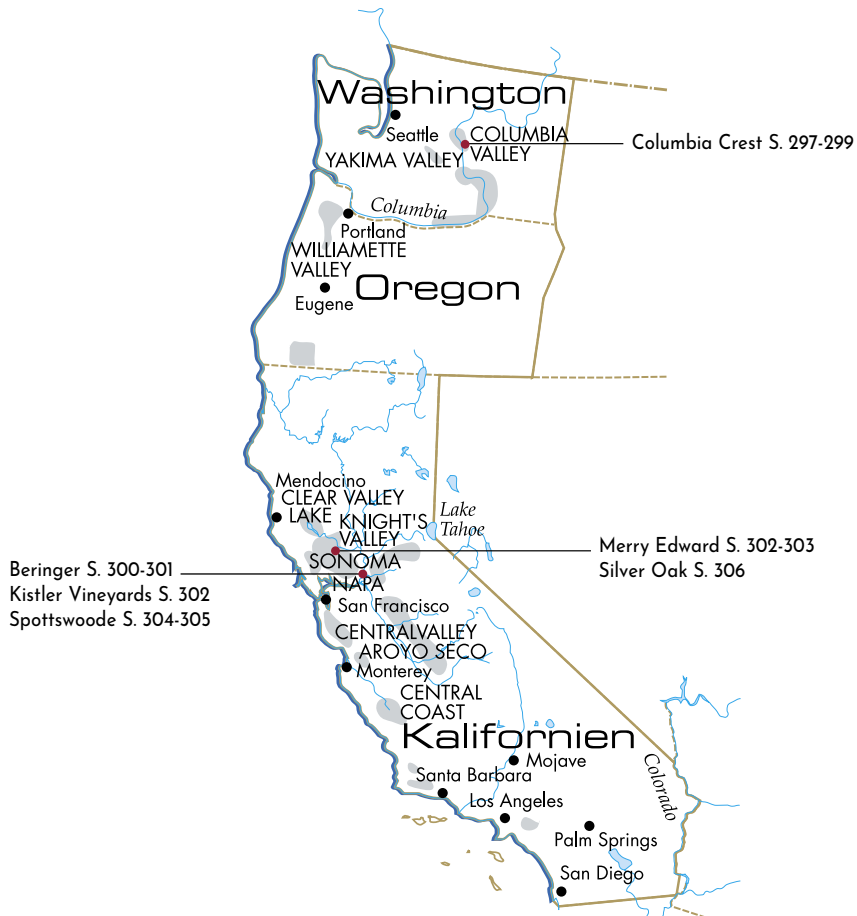 Washington
Seattle
COLUMBIA
VALLEY
Columbia Crest S. 297-299
YAKIMA VALLEY
Columbia
Portland
WILLIAMETTE
VALLEY
Oregon
Eugene
Mendocino
CLEAR VALLEY
LAKE
KNIGHT'S
VALLEY
Lake
Tahoe
Merry Edward S. 302-303
Silver Oak S. 306
SONOMA
Beringer S. 300-301
Kistler Vineyards S. 302
Spottswoode S. 304-305
NAPA
San Francisco
CENTRALVALLEY
AROYO SECO
Monterey
CENTRAL
COAST
Kalifornien
Mojave
Colorado
Santa Barbara
Los Angeles
Palm Springs
San Diego